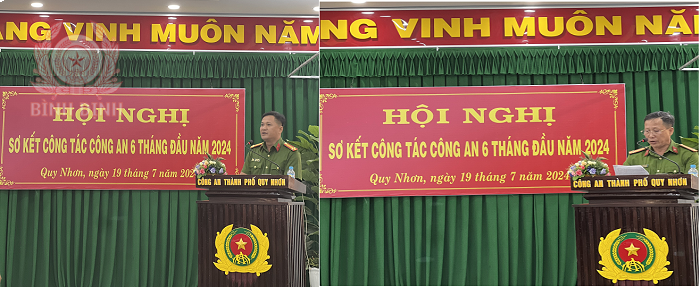 ANG VINH MUÔN NĂM
BÌNH ĐỊNH
HỘI NGHỊ
SƠ KẾT CÔNG TÁC CÔNG AN 6 THÁNG ĐẦU NĂM 2024
Quy Nhơn, ngày 19 tháng 7 năm 2024
CÔNG AN THÀNH PHỐ QUY NHƠN
ANG VINH MUÔN NĂM
HỘI NGHỊ
SƠ KẾT CÔNG TÁC CÔNG AN 6 THÁNG ĐẦU NĂM 2024
Quy Nhơn, ngày 19 tháng 7 năm 2024
CÔNG AN THÀNH PHỐ QUY NHƠN